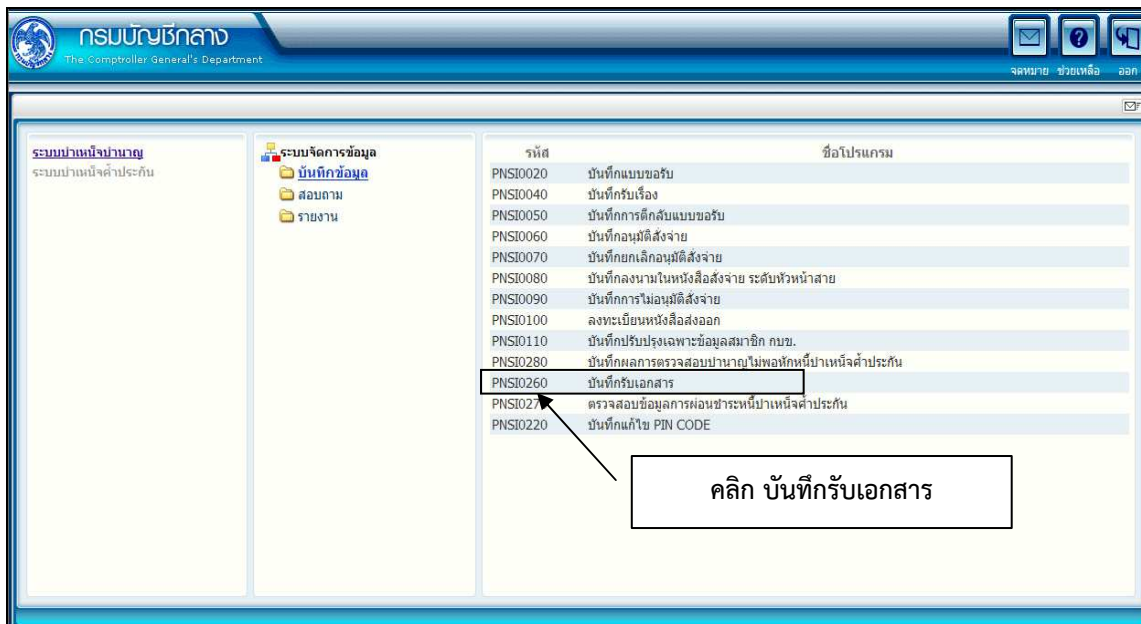 กรมบัญชีกลาง
The Comptroller General's Department
จดหมาย ช่วยเหลือ ออก
ระบบบำเหน็จบำนาญ
ระบบบำเหน็จค้ำประกัน
ระบบจัดการข้อมูล
บันทึกข้อมูล
สอบถาม
รายงาน
รหัส ชื่อโปรแกรม
PNSI0020 บันทึกแบบขอรับ
PNSI0040 บันทึกรับเรื่อง
PNSI0050 บันทึกการตีกลับแบบขอรับ
PNSI0060 บันทึกอนุมัติสั่งจ่าย
PNSI0070 บันทึกยกเลิกอนุมัติสั่งจ่าย
PNSI0080 บันทึกลงนามในหนังสือสั่งจ่าย ระดับหัวหน้าสาย
PNSI0090 บันทึกการไม่อนุมัติสั่งจ่าย
PNSI0100 ลงทะเบียนหนังสือส่งออก
PNSI0110 บันทึกปรับปรุงเฉพาะข้อมูลสมาชิก กบข.
PNSI0280 บันทึกผลการตรวจสอบบำนาญไม่พอหักหนี้บำเหน็จค้ำประกัน
PNSI0260 บันทึกรับเอกสาร
PNSI027 ตรวจสอบข้อมูลการผ่อนชำระหนี้บำเหน็จค้ำประกัน
PNSI0220 บันทึกแก้ไข PIN CODE
คลิก บันทึกรับเอกสาร